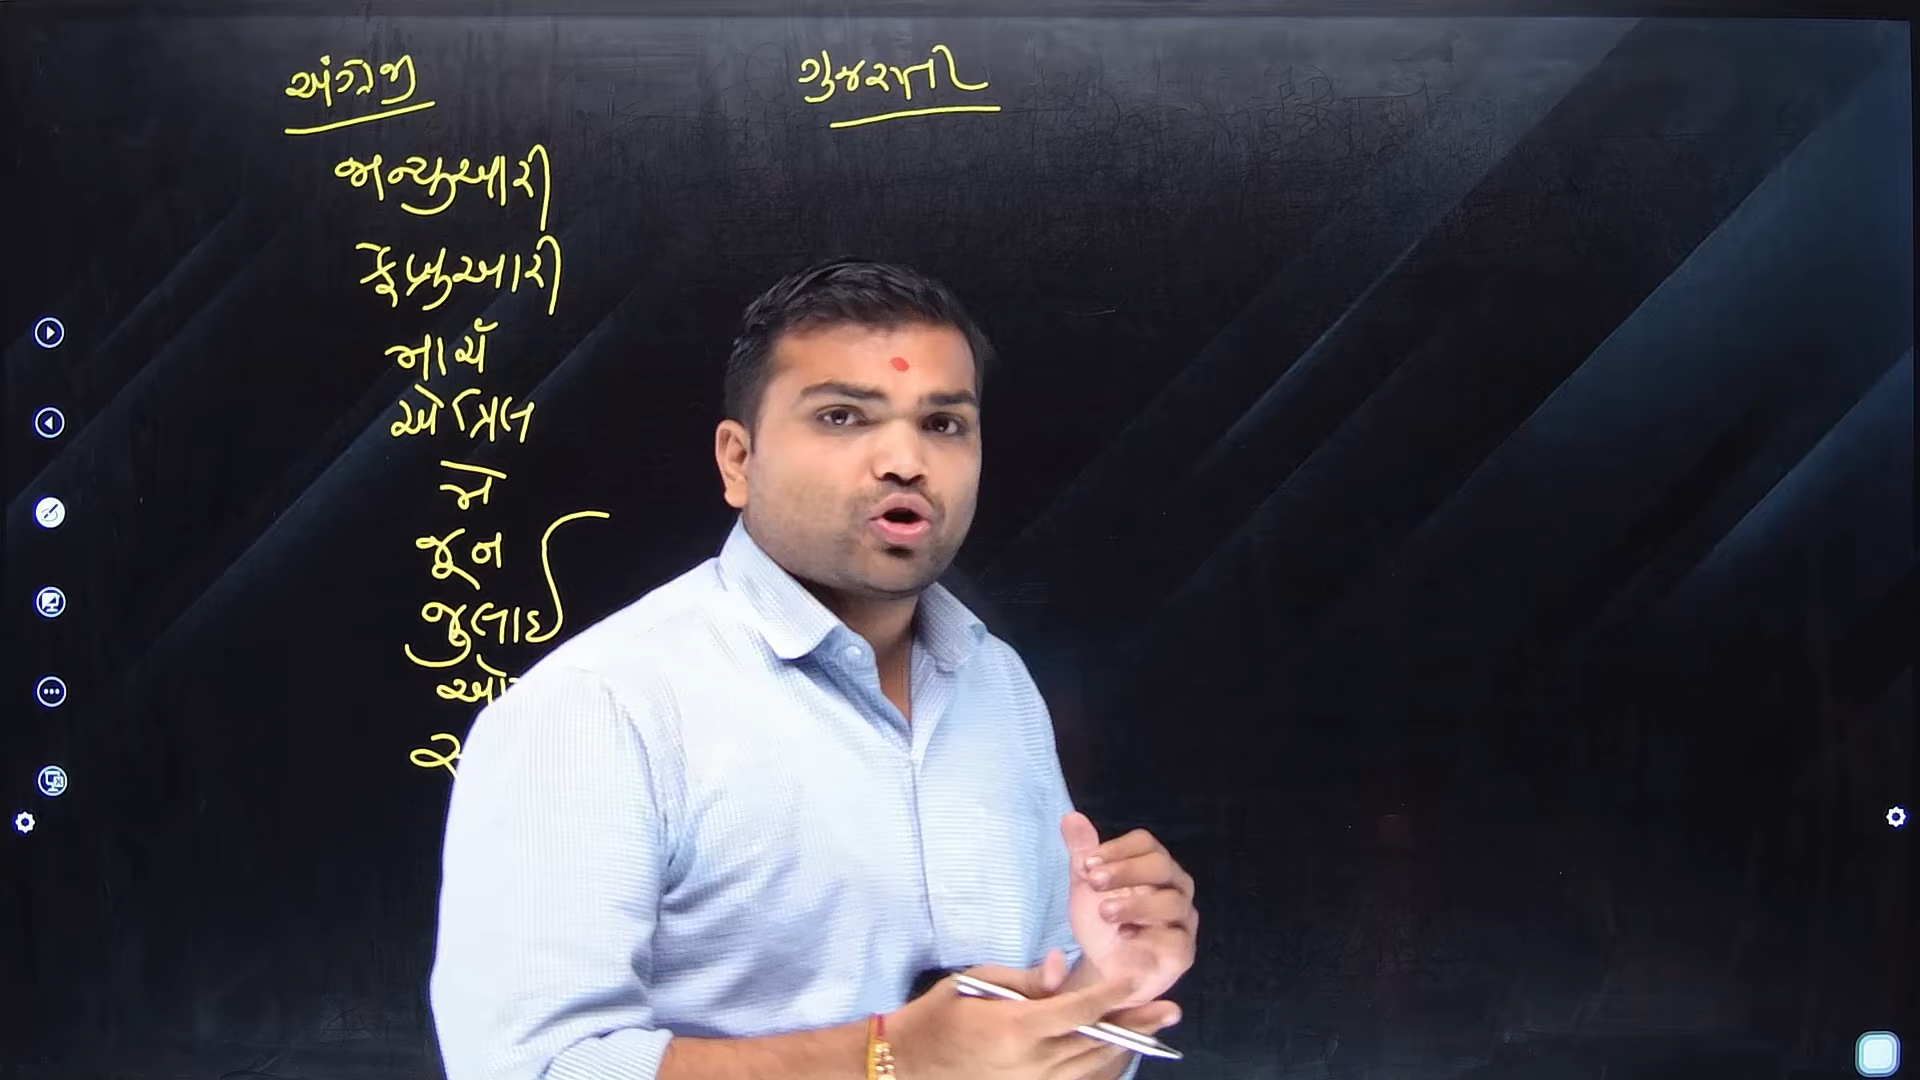 અંગ્રેજી
ગુજરાતી
જાન્યુઆરી
ફેબ્રુઆરી
માર્ચ
એપ્રિલ
મે
જૂન
જુલાઈ